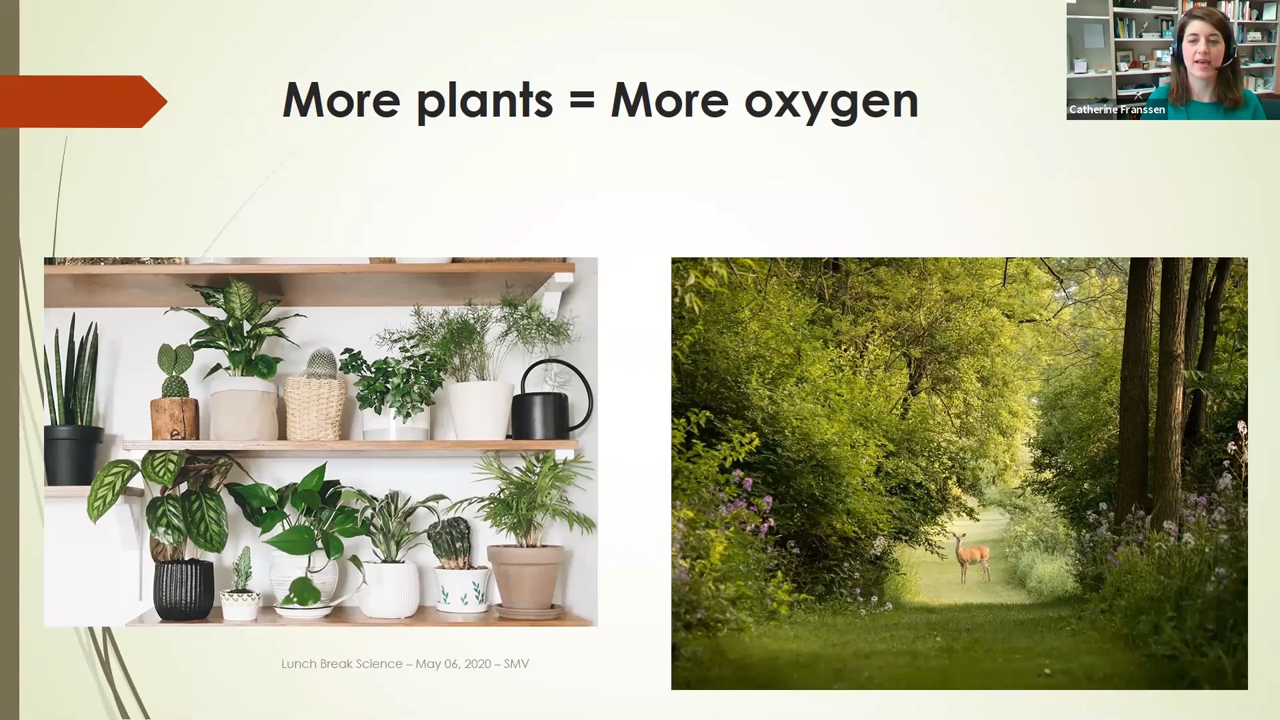 More plants = More oxygen
Catherine Franssen
Lunch Break Science – May 06, 2020 – SMV